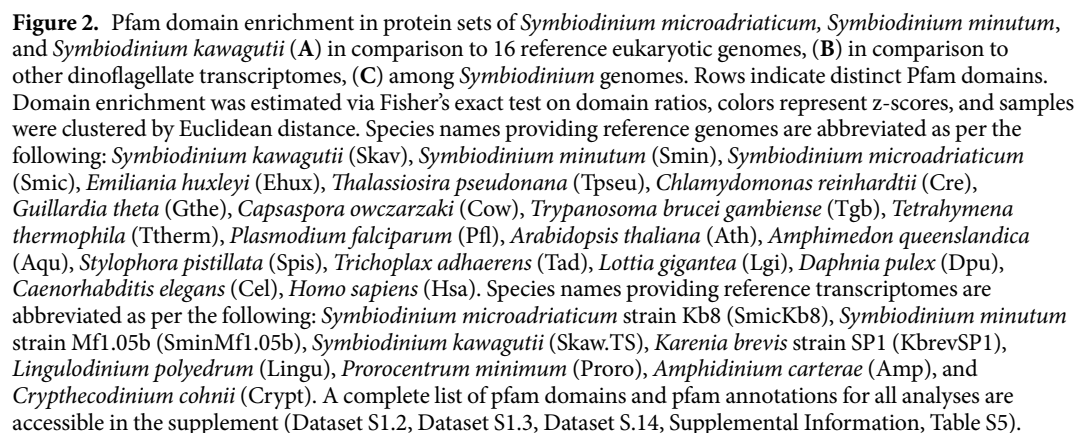 Figure 2. Pfam domain enrichment in protein sets of Symbiodinium microadriaticum, Symbiodinium minutum,
and Symbiodinium kawagutii (A) in comparison to 16 reference eukaryotic genomes, (B) in comparison to
other dinoflagellate transcriptomes, (C) among Symbiodinium genomes. Rows indicate distinct Pfam domains.
Domain enrichment was estimated via Fisher's exact test on domain ratios, colors represent z-scores, and samples
were clustered by Euclidean distance. Species names providing reference genomes are abbreviated as per the
following: Symbiodinium kawagutii (Skav), Symbiodinium minutum (Smin), Symbiodinium microadriaticum
(Smic), Emiliania huxleyi (Ehux), Thalassiosira pseudonana (Tpseu), Chlamydomonas reinhardtii (Cre),
Guillardia theta (Gthe), Capsaspora owczarzaki (Cow), Trypanosoma brucei gambiense (Tgb), Tetrahymena
thermophila (Ttherm), Plasmodium falciparum (Pfl), Arabidopsis thaliana (Ath), Amphimedon queenslandica
(Aqu), Stylophora pistillata (Spis), Trichoplax adhaerens (Tad), Lottia gigantea (Lgi), Daphnia pulex (Dpu),
Caenorhabditis elegans (Cel), Homo sapiens (Hsa). Species names providing reference transcriptomes are
abbreviated as per the following: Symbiodinium microadriaticum strain Kb8 (SmicKb8), Symbiodinium minutum
strain Mf1.05b (SminMf1.05b), Symbiodinium kawagutii (Skaw.TS), Karenia brevis strain SP1 (KbrevSP1),
Lingulodinium polyedrum (Lingu), Prorocentrum minimum (Proro), Amphidinium carterae (Amp), and
Crypthecodinium cohnii (Crypt). A complete list of pfam domains and pfam annotations for all analyses are
accessible in the supplement (Dataset S1.2, Dataset S1.3, Dataset S.14, Supplemental Information, Table S5).